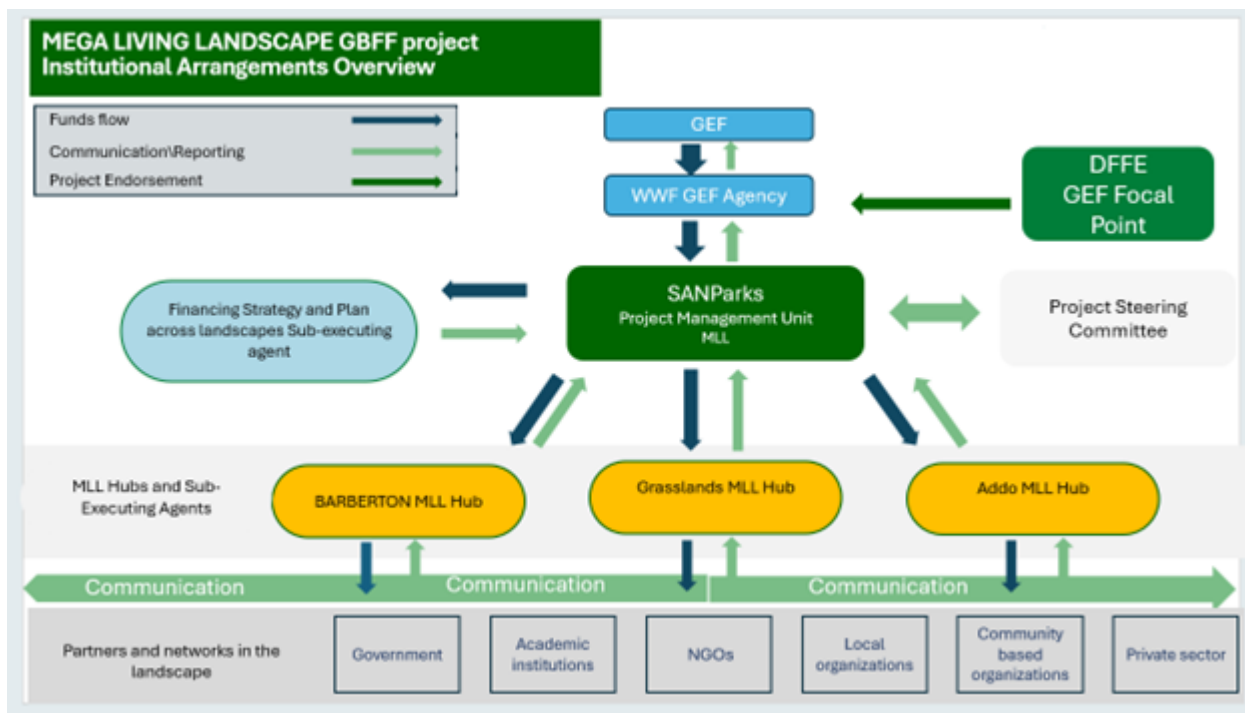 MEGA LIVING LANDSCAPE GBFF project
Institutional Arrangements Overview
Funds flow
Communication\Reporting
Project Endorsement
GEF
WWF GEF Agency
DFFE
GEF Focal
Point
Financing Strategy and Plan
across landscapes Sub-executing
agent
SANParks
Project Management Unit
MLL
Project Steering
Committee
MLL Hubs and Sub-
Executing Agents
BARBERTON MLL Hub
Grasslands MLL Hub
Addo MLL Hub
Communication
Communication
Communication
Partners and networks in the
landscape
Government
Academic
institutions
NGOs
Local
organizations
Community
based
organizations
Private sector